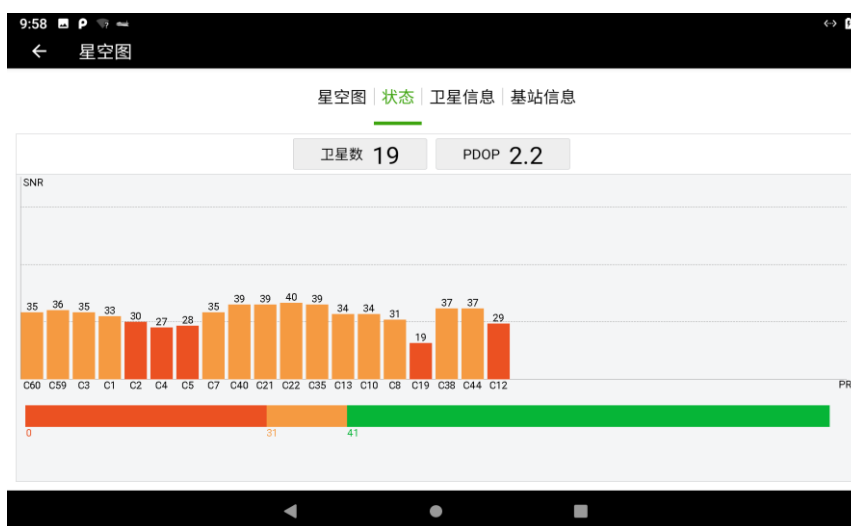 9:58
星空图
星空图 状态 卫星信息 基站信息
卫星数 19 PDOP 2.2
SNR
35 36 35 33 30 27 28 35 39 39 40 39 34 34 31 19 37 37 29
C60 C59 C3 C1 C2 C4 C5 C7 C40 C21 C22 C35 C13 C10 C8 C19 C38 C44 C12
0 31 41